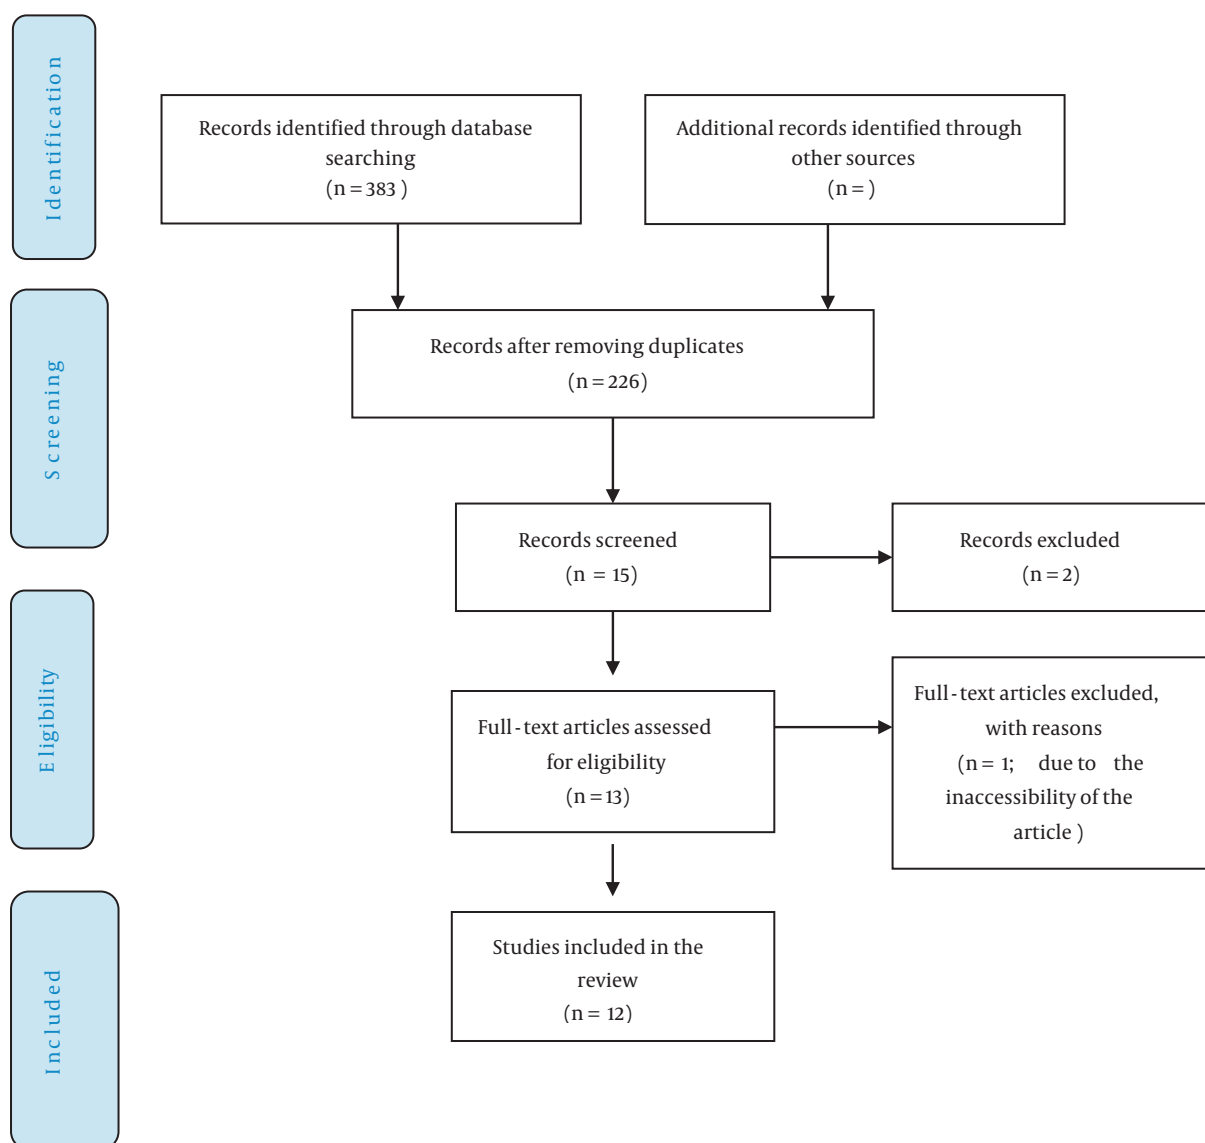 Identification
Records identified through database
searching
(n = 383 )
Additional records identified through
other sources
(n = )
Screening
Records after removing duplicates
(n = 226)
Records screened
(n = 15)
Records excluded
(n = 2)
Eligibility
Full-text articles assessed
for eligibility
(n = 13)
Full-text articles excluded,
with reasons
(n = 1; due to the
inaccessibility of the
article )
Included
Studies included in the
review
(n = 12)